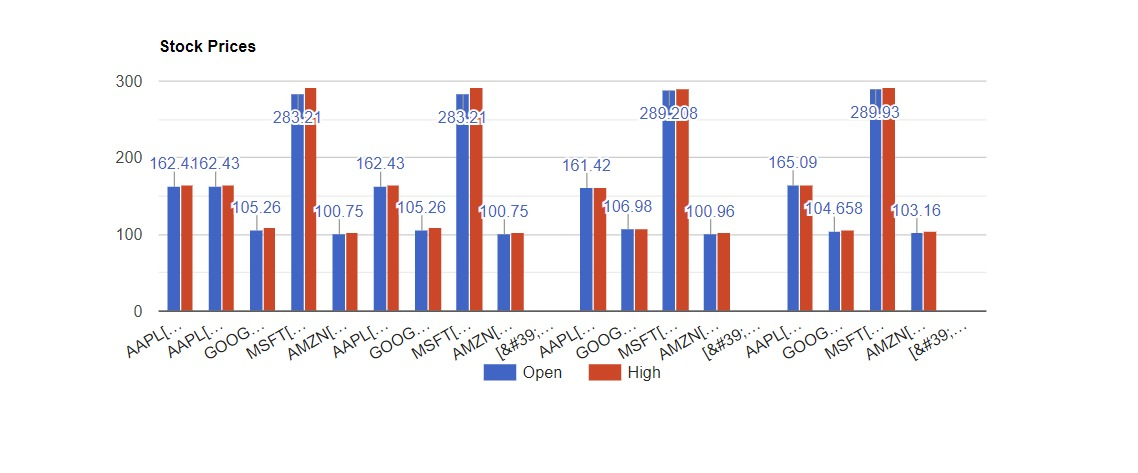 Stock Prices
300
200
100
0
162.43
162.43
105.26
283.21
100.75
162.43
105.26
283.21
100.75
161.42
106.98
289.208
100.96
165.09
104.658
289.93
103.16
AAPL[…
AAPL[…
GOOG…
MSFT[…
AMZN[…
AAPL[…
GOOG…
MSFT[…
AMZN[…
[&#39;…
AAPL[…
GOOG…
MSFT[…
AMZN[…
[&#39;…
AAPL[…
GOOG…
MSFT[…
AMZN[…
[&#39;…
Open High